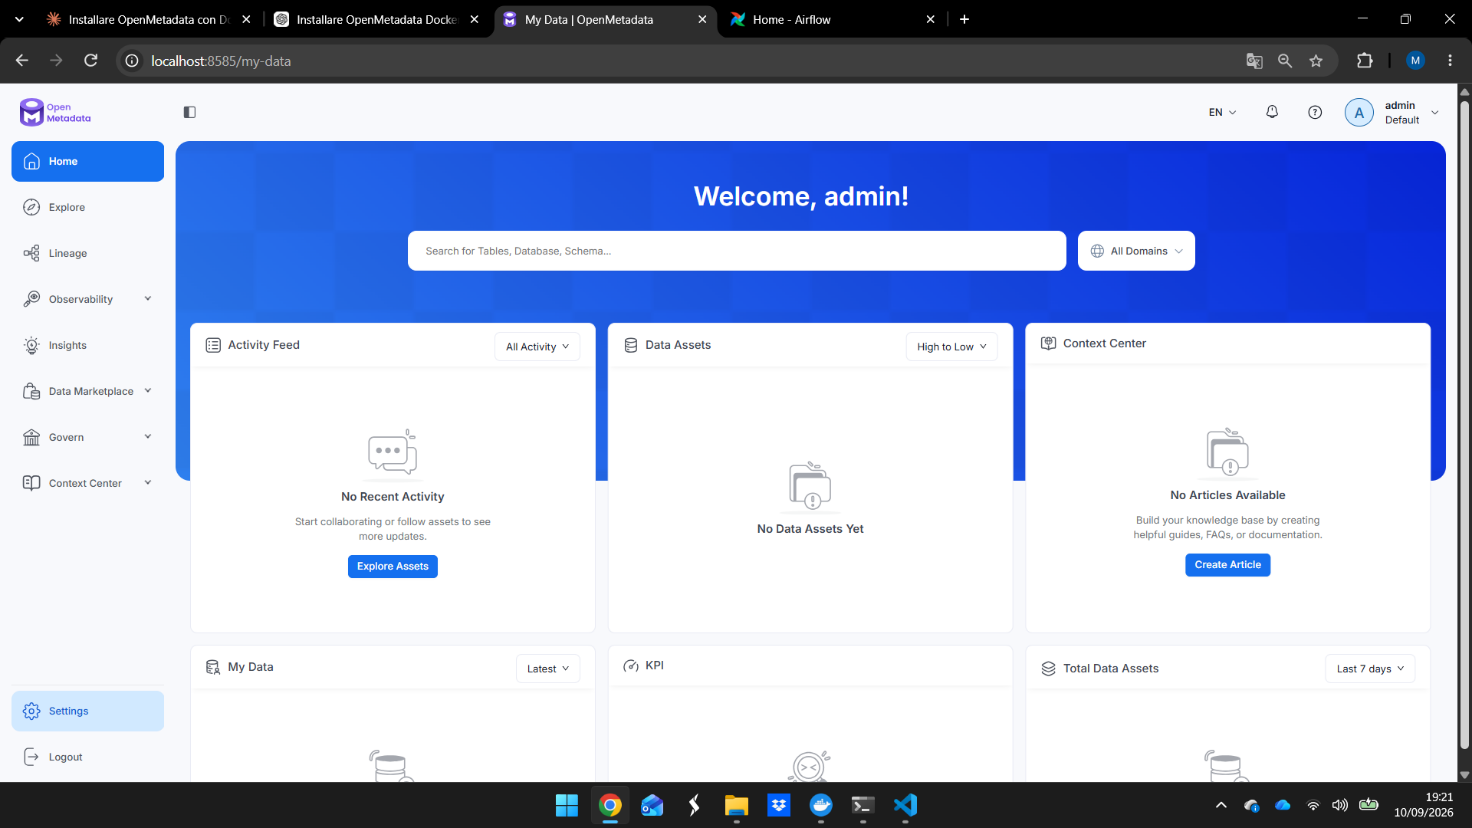 Installare OpenMetadata con Do
Installare OpenMetadata Docke
My Data | OpenMetadata
Home - Airflow
localhost:8585/my-data
M
Open
Metadata
EN
A
admin
Default
Home
Explore
Lineage
Observability
Insights
Data Marketplace
Govern
Context Center
Settings
Logout
Welcome, admin!
Search for Tables, Database, Schema...
All Domains
Activity Feed
All Activity
No Recent Activity
Start collaborating or follow assets to see
more updates.
Explore Assets
Data Assets
High to Low
No Data Assets Yet
Context Center
No Articles Available
Build your knowledge base by creating
helpful guides, FAQs, or documentation.
Create Article
My Data
Latest
KPI
Total Data Assets
Last 7 days
19:21
10/09/2026